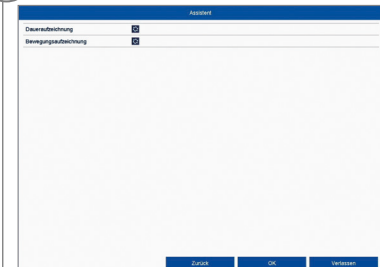 Assistent
Daueraufzeichnung
Bewegungsaufzeichnung
Zurück OK Verlassen